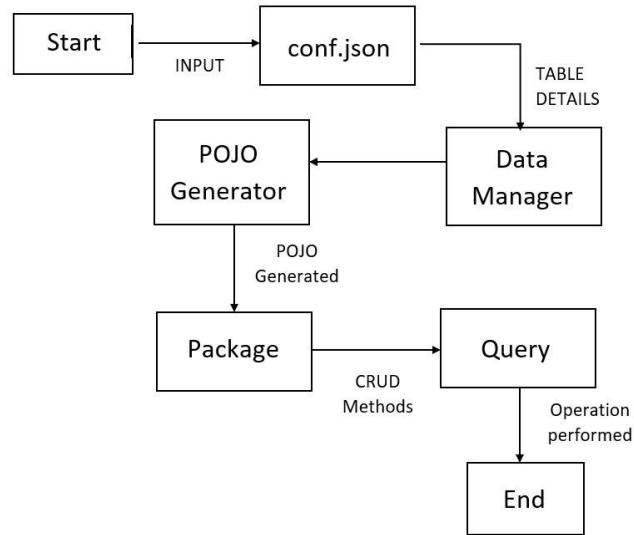 Start
INPUT
conf.json
TABLE
DETAILS
Data
Manager
POJO
Generator
POJO
Generated
Package
CRUD
Methods
Query
Operation
performed
End